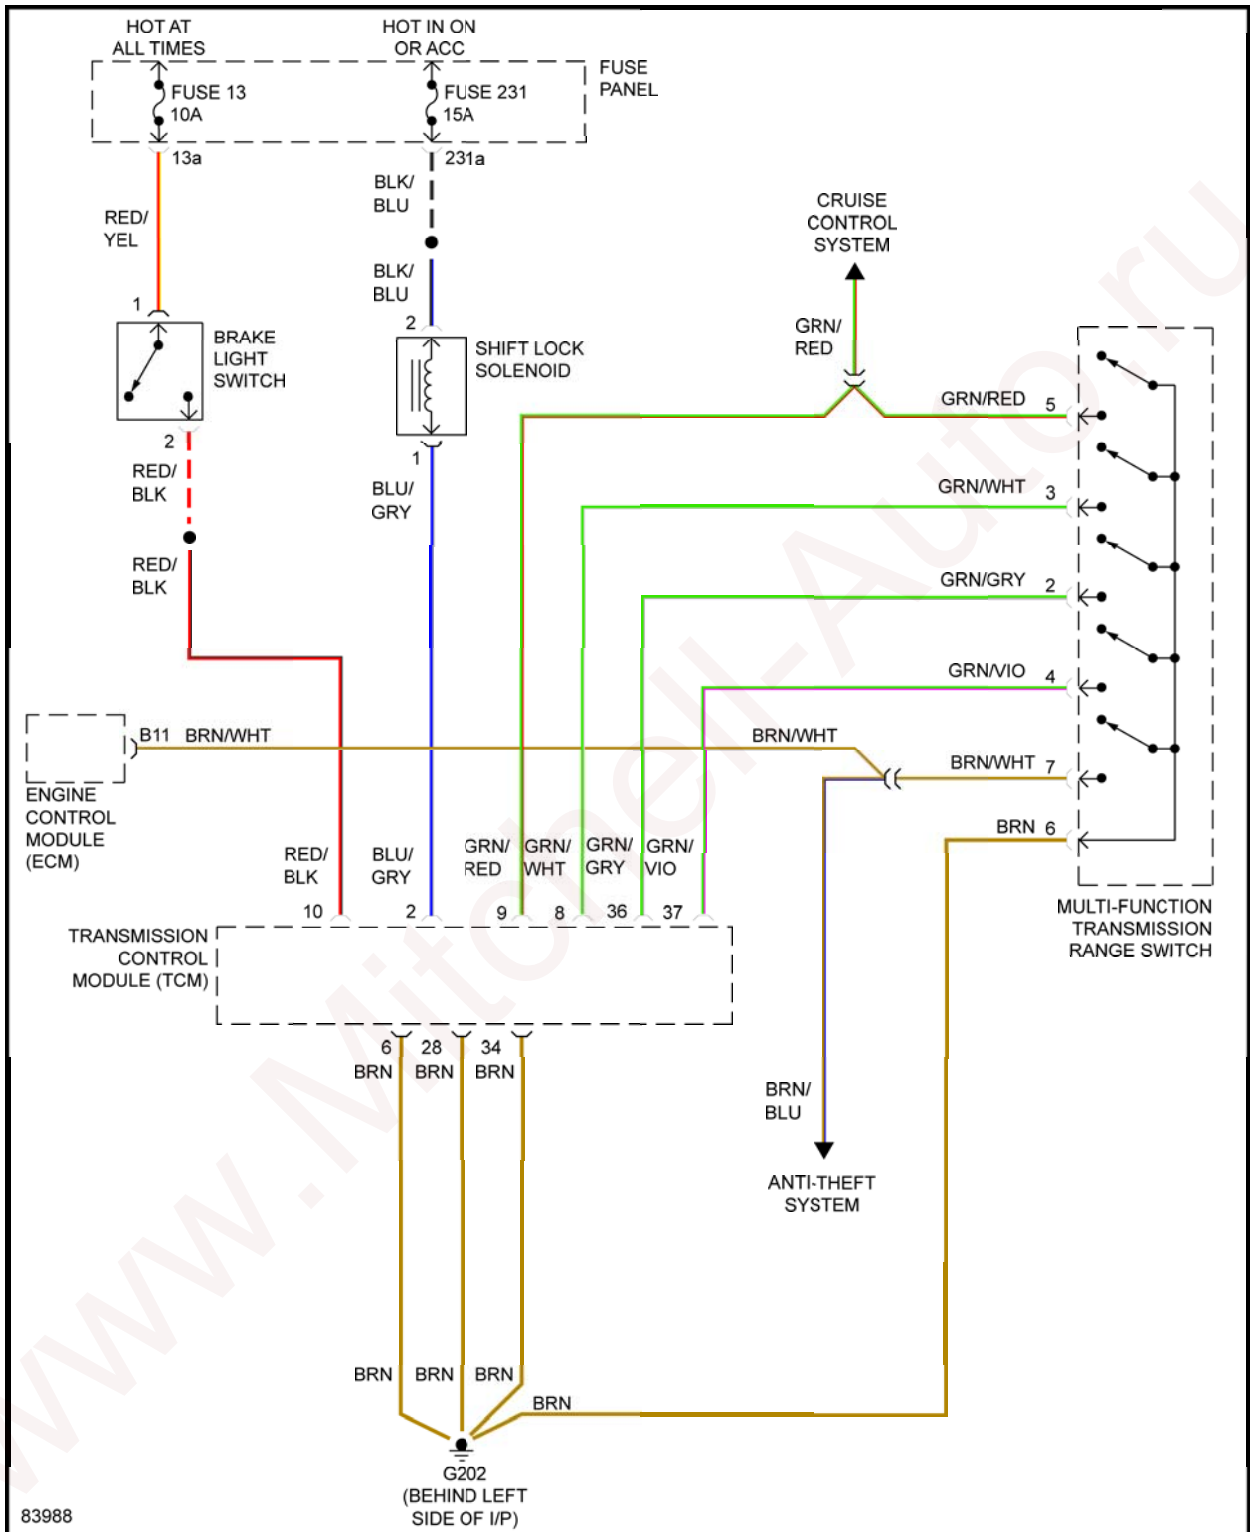 HOT AT
ALL TIMES
HOT IN ON
OR ACC
FUSE
PANEL
FUSE 13
10A
FUSE 231
15A
13a
231a
BLK/
BLU
RED/
YEL
CRUISE
CONTROL
SYSTEM
BLK/
BLU
1
2
GRN/
RED
BRAKE
LIGHT
SWITCH
SHIFT LOCK
SOLENOID
GRN/RED 5
2
1
RED/
BLK
BLU/
GRY
GRN/WHT 3
RED/
BLK
GRN/GRY 2
GRN/VIO 4
B11 BRN/WHT
BRN/WHT
BRN/WHT 7
ENGINE
CONTROL
MODULE
(ECM)
BRN 6
RED/
BLK
BLU/
GRY
GRN/
RED
GRN/
WHT
GRN/
GRY
GRN/
VIO
10
2
9
8
36
37
MULTI-FUNCTION
TRANSMISSION
RANGE SWITCH
TRANSMISSION
CONTROL
MODULE (TCM)
6
28
34
BRN
BRN
BRN
BRN/
BLU
ANTI-THEFT
SYSTEM
BRN
BRN
BRN
BRN
G202
(BEHIND LEFT
SIDE OF I/P)
83988
www.Mitchell-Auto.ru